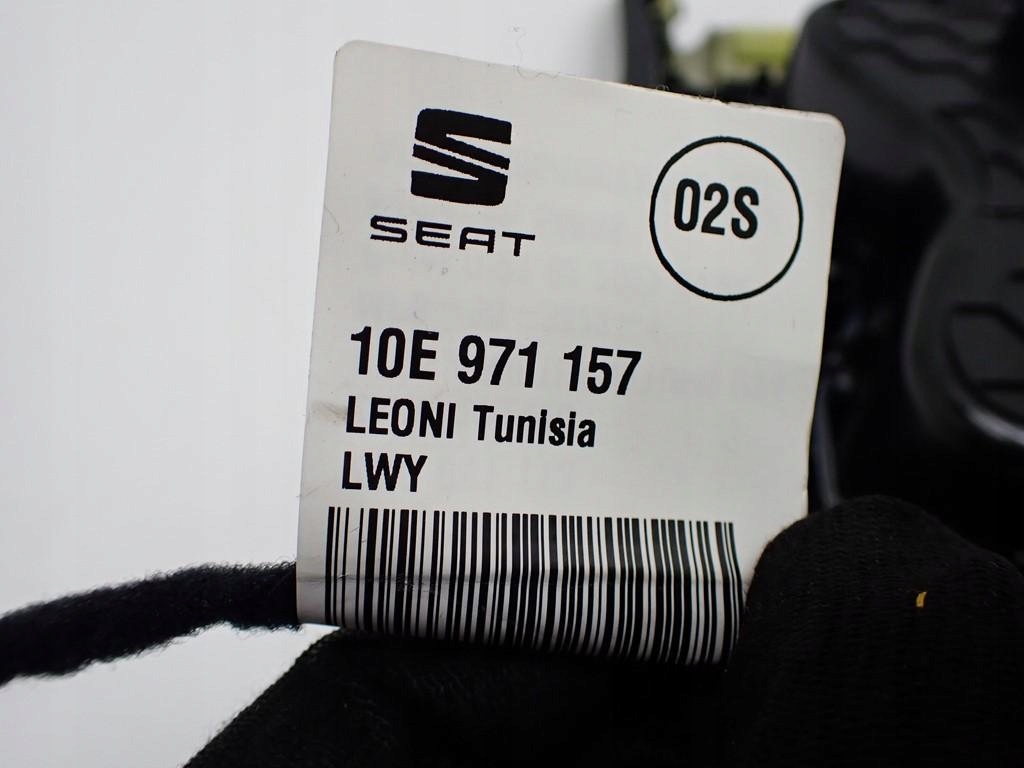 SEAT
02S
10E 971 157
LEONI Tunisia
LWY